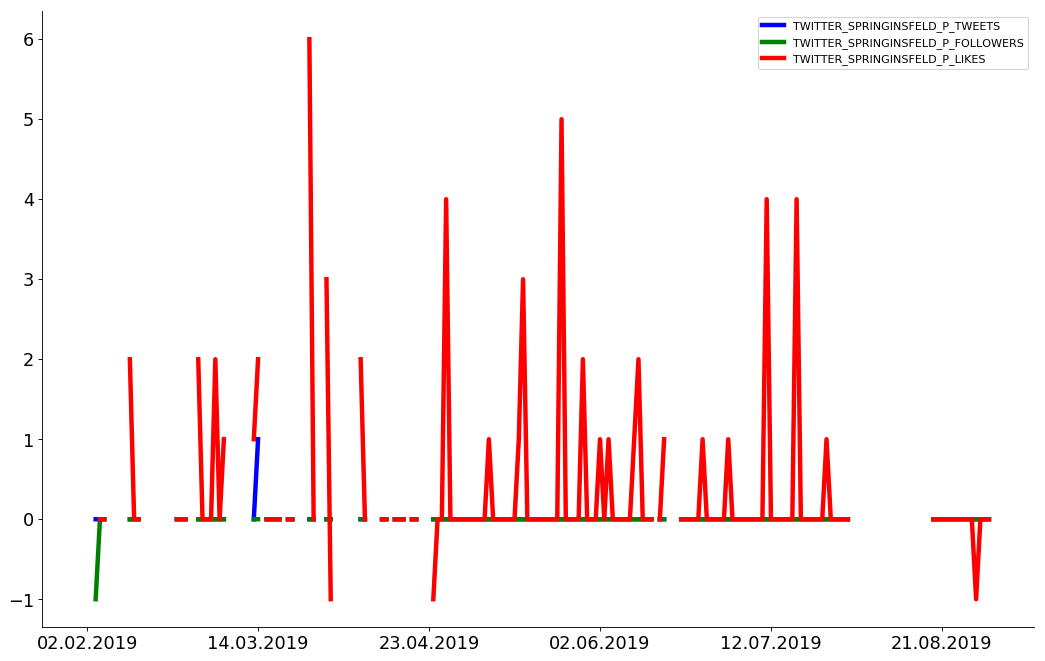 TWITTER_SPRINGINSFELD_P_TWEETS
TWITTER_SPRINGINSFELD_P_FOLLOWERS
TWITTER_SPRINGINSFELD_P_LIKES
6
5
4
3
2
1
0
−1
02.02.2019 14.03.2019 23.04.2019 02.06.2019 12.07.2019 21.08.2019